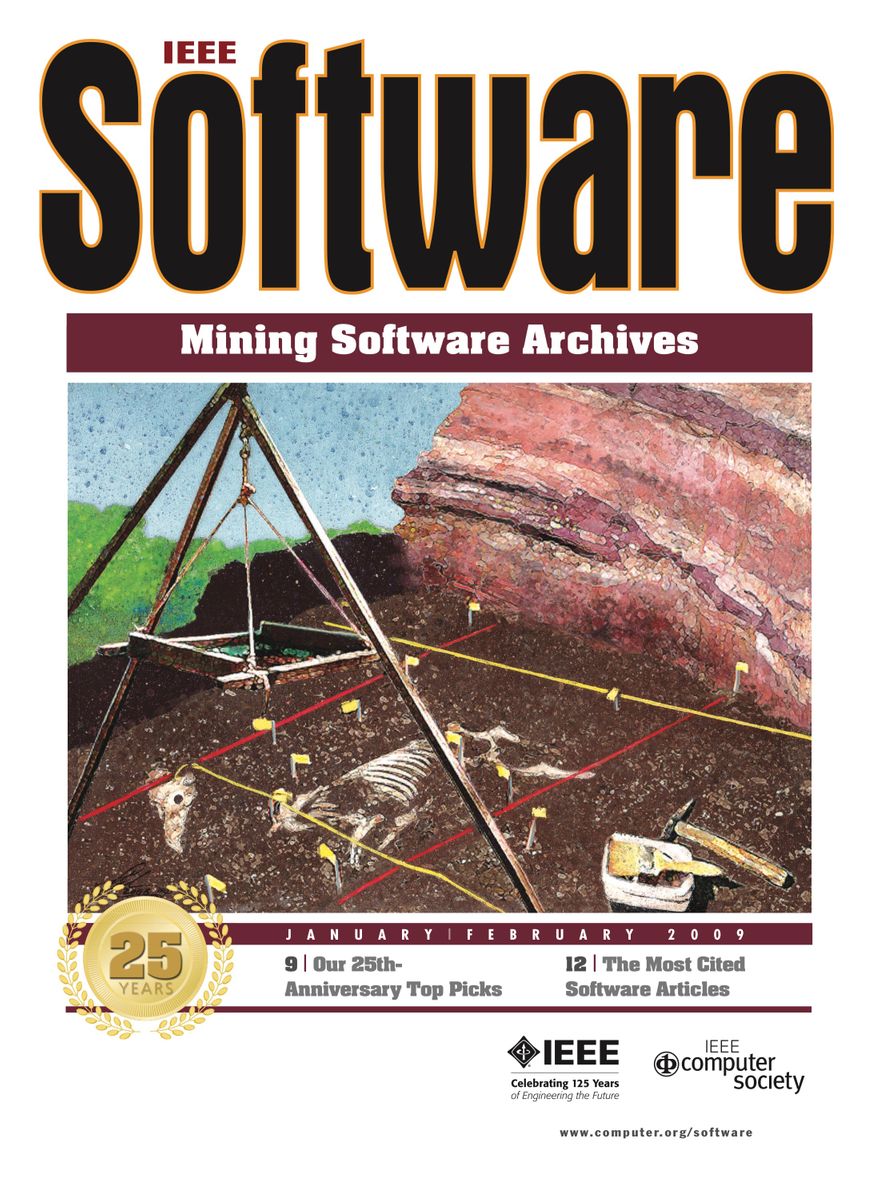 IEEE
Software
Mining Software Archives
JANUARY | FEBRUARY 2009
25
YEARS
9 | Our 25th-
Anniversary Top Picks
12 | The Most Cited
Software Articles
IEEE
Celebrating 125 Years
of Engineering the Future
IEEE
computer
society
www.computer.org/software